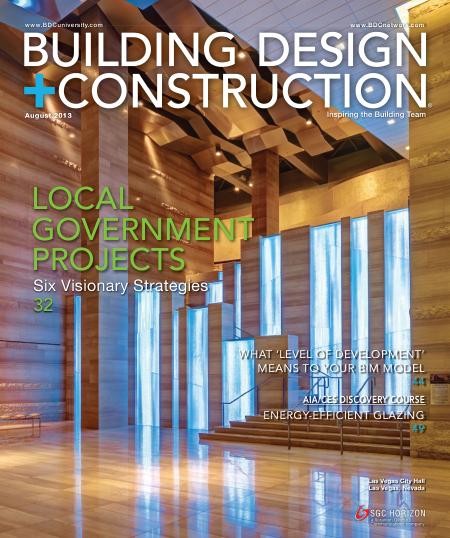 www.BDCuniversity.com
www.BDCnetwork.com
BUILDING DESIGN
+CONSTRUCTION®
August 2013
Inspiring the Building Team
LOCAL
GOVERNMENT
PROJECTS
Six Visionary Strategies
32
WHAT 'LEVEL OF DEVELOPMENT'
MEANS TO YOUR BIM MODEL
44
AIA/CES DISCOVERY COURSE
ENERGY-EFFICIENT GLAZING
49
Las Vegas City Hall
Las Vegas, Nevada
SGC HORIZON